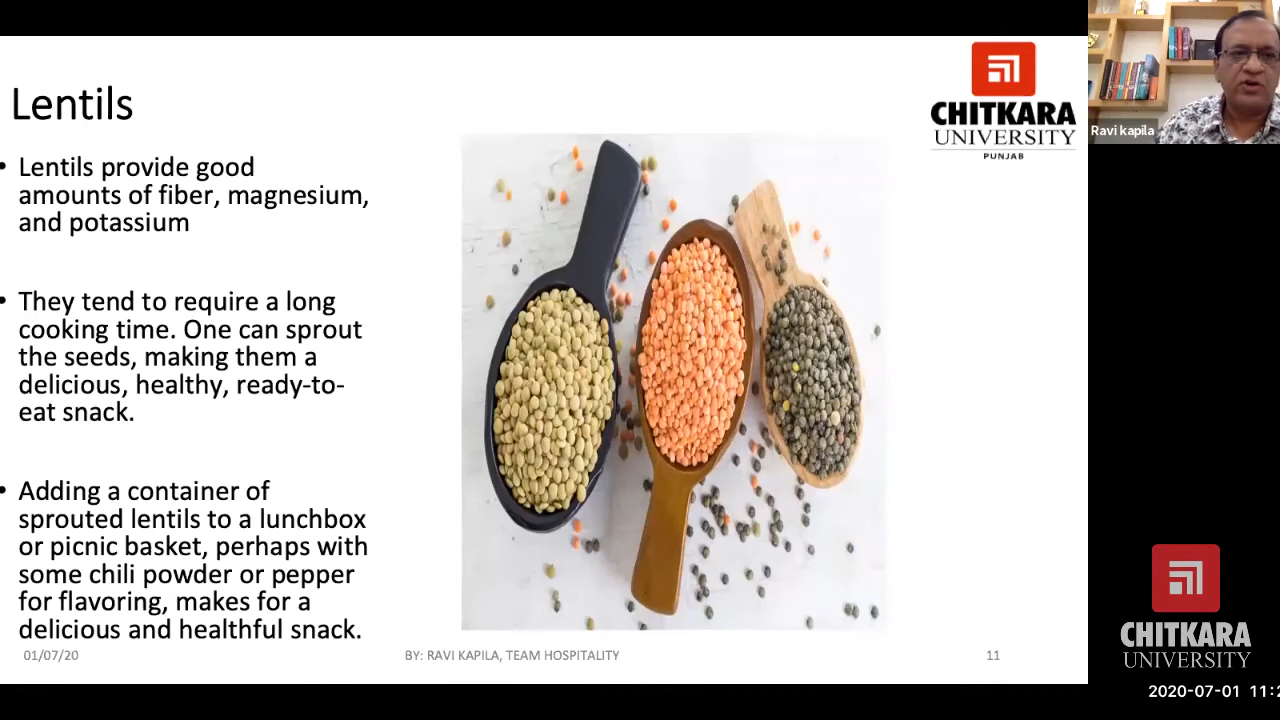 Lentils
• Lentils provide good
amounts of fiber, magnesium,
and potassium
• They tend to require a long
cooking time. One can sprout
the seeds, making them a
delicious, healthy, ready-to-
eat snack.
• Adding a container of
sprouted lentils to a lunchbox
or picnic basket, perhaps with
some chili powder or pepper
for flavoring, makes for a
delicious and healthful snack.
01/07/20
BY: RAVI KAPILA, TEAM HOSPITALITY
11
CHITKARA
UNIVERSITY
PUNJAB
Ravi kapila
CHITKARA
UNIVERSITY
2020-07-01 11:2